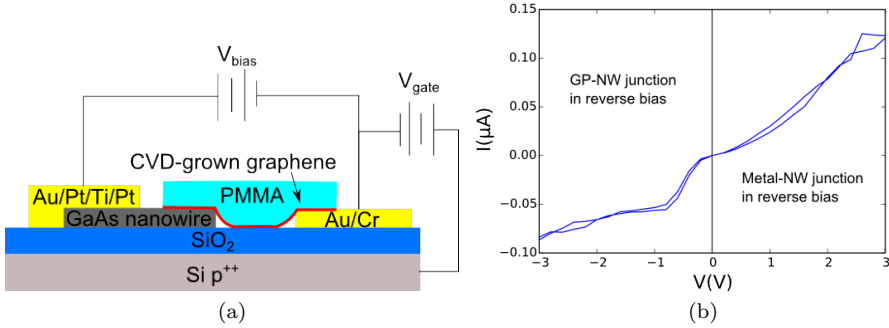 V_bias
V_gate
CVD-grown graphene
Au/Pt/Ti/Pt
PMMA
GaAs nanowire
Au/Cr
SiO₂
Si p⁺⁺
(a)
0.15
0.10
0.05
0.00
−0.05
−0.10
I(μA)
GP-NW junction
in reverse bias
Metal-NW junction
in reverse bias
−3
−2
−1
0
1
2
3
V(V)
(b)